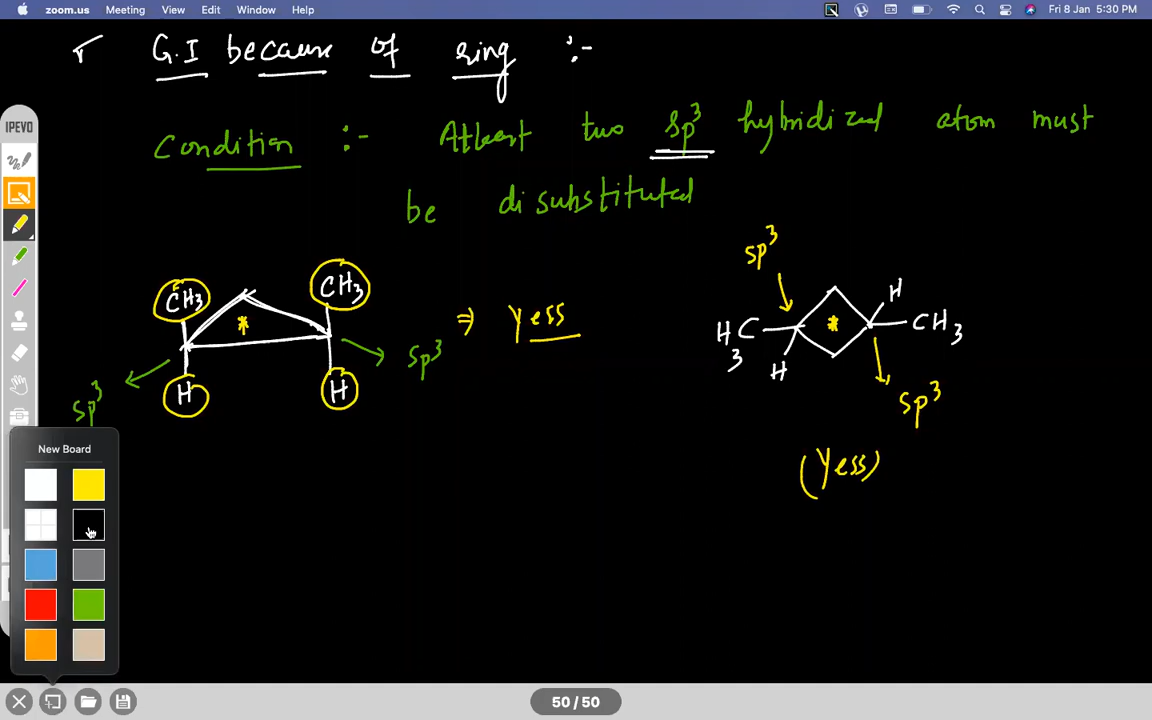 zoom.us Meeting View Edit Window Help Fri 8 Jan 5:30 PM
G.I because of ring :-
IPEVO
Condition :- Atleast two sp³ hybridized atom must
be disubstituted
sp³
CH3 CH3 H
* ⇒ Yess * H3C CH3
sp³ H
H H sp³
sp³
(Yess)
New Board
50 / 50